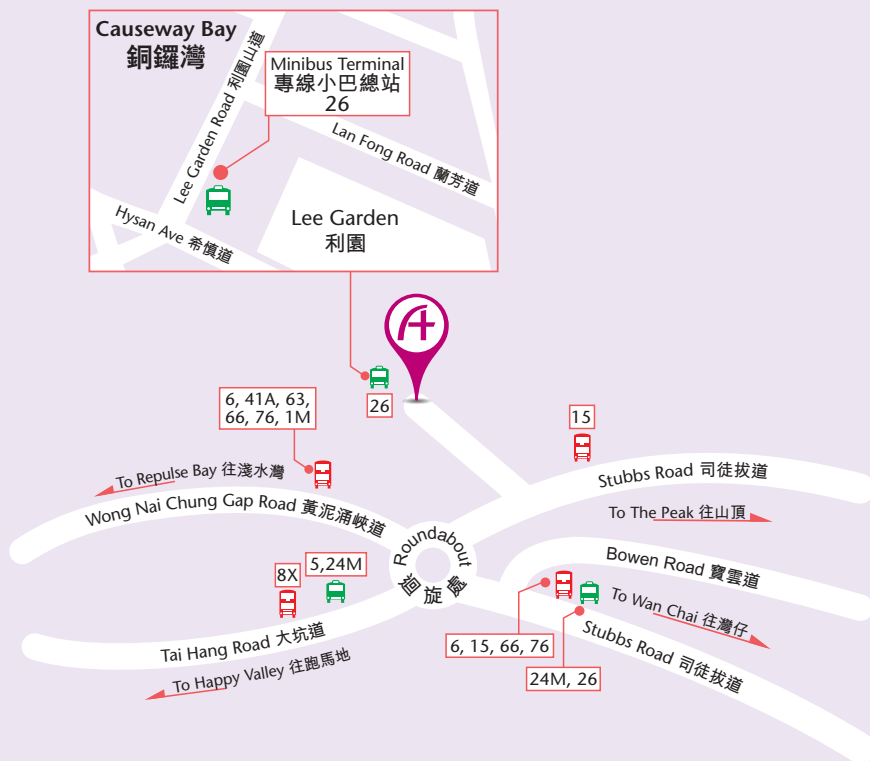 Causeway Bay
銅鑼灣
Minibus Terminal
專線小巴總站
26
Lee Garden Road 利園山道
Lan Fong Road 蘭芳道
Hysan Ave 希慎道
Lee Garden
利園
26
6, 41A, 63,
66, 76, 1M
15
To Repulse Bay 往淺水灣
Wong Nai Chung Gap Road 黃泥涌峽道
Stubbs Road 司徒拔道
To The Peak 往山頂
Roundabout
迴旋處
Bowen Road 寶雲道
8X
5,24M
To Wan Chai 往灣仔
Tai Hang Road 大坑道
6, 15, 66, 76
Stubbs Road 司徒拔道
24M, 26
To Happy Valley 往跑馬地